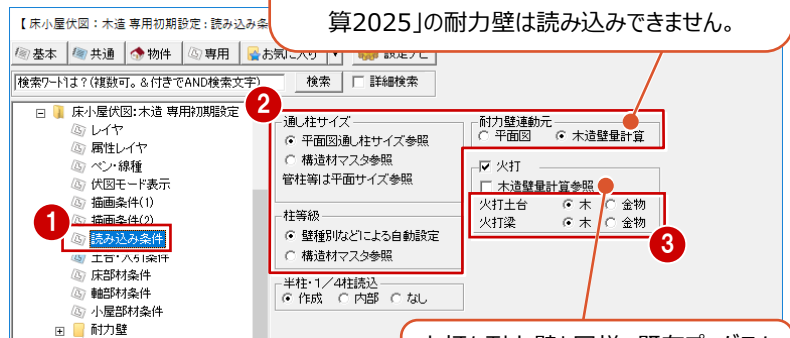 【 床小屋伏図：木造 専用初期設定：読み込み条
算2025」の耐力壁は読み込みできません。
基本 共通 物件 専用 お気に入り 設定ナビ
検索ワードは？(複数可。&付きでAND検索文字) 検索 詳細検索
床小屋伏図:木造 専用初期設定
レイヤ
属性レイヤ
ペン・線種
伏図モード表示
描画条件(1)
描画条件(2)
1
読み込み条件
土台・大引条件
床部材条件
軸部材条件
小屋部材条件
耐力壁
2
通し柱サイズ
平面図通し柱サイズ参照
構造材マスタ参照
管柱等は平面サイズ参照
柱等級
壁種別などによる自動設定
構造材マスタ参照
半柱・1／4柱読込
作成 内部 なし
耐力壁連動元
平面図 木造壁量計算
火打
木造壁量計算参照
火打土台 木 金物
火打梁 木 金物
3